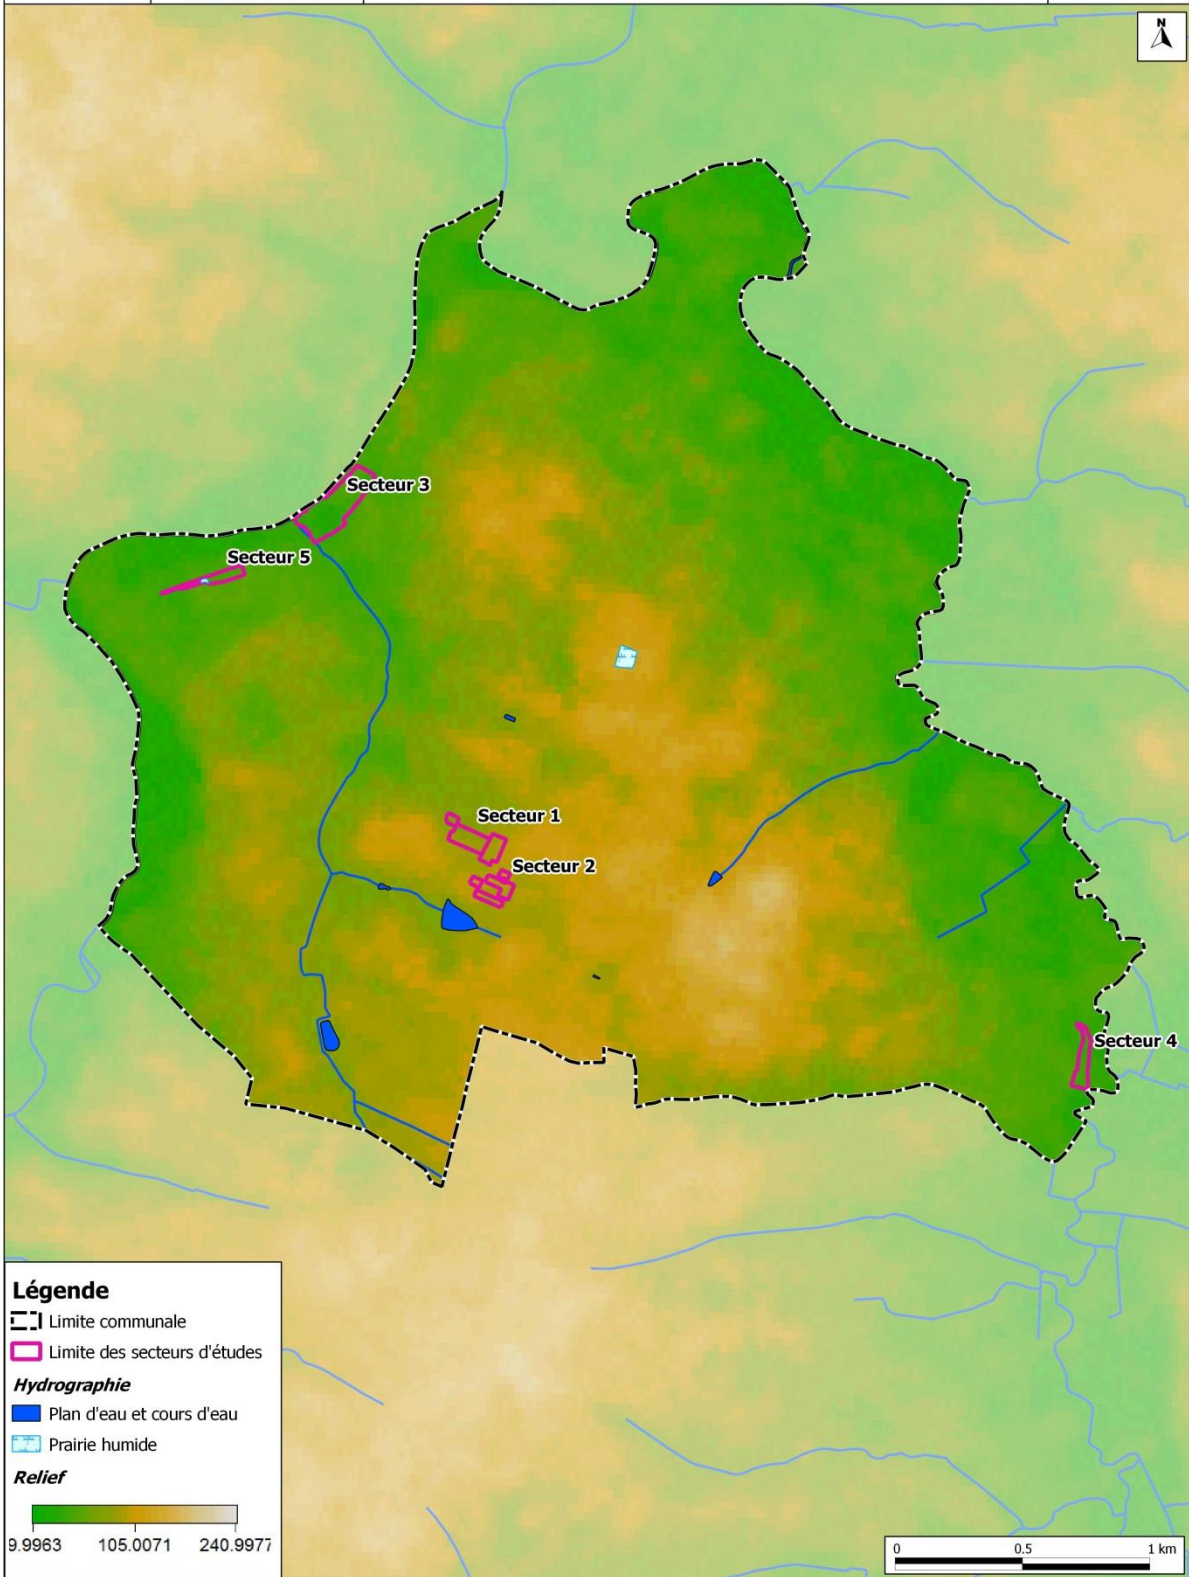 N
Secteur 3
Secteur 5
Secteur 1
Secteur 2
Secteur 4
Légende
Limite communale
Limite des secteurs d'études
Hydrographie
Plan d'eau et cours d'eau
Prairie humide
Relief
9.9963 105.0071 240.9977
0 0.5 1 km